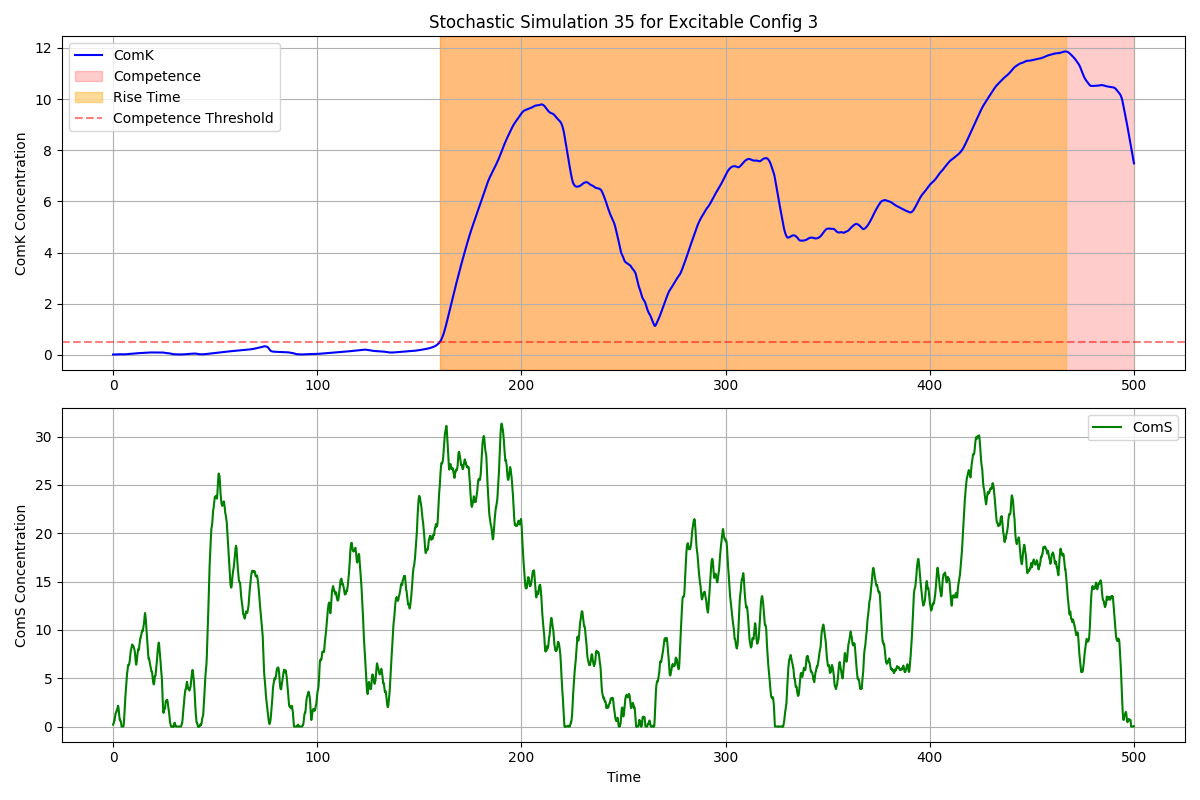 Stochastic Simulation 35 for Excitable Config 3
ComK Concentration
12
10
8
6
4
2
0
ComK
Competence
Rise Time
Competence Threshold
0 100 200 300 400 500
ComS Concentration
30
25
20
15
10
5
0
ComS
0 100 200 300 400 500
Time